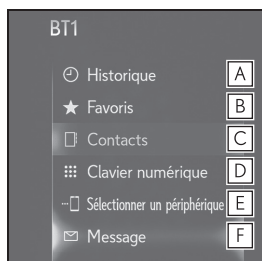 BT1
Historique A
Favoris B
Contacts C
Clavier numérique D
Sélectionner un périphérique E
Message F